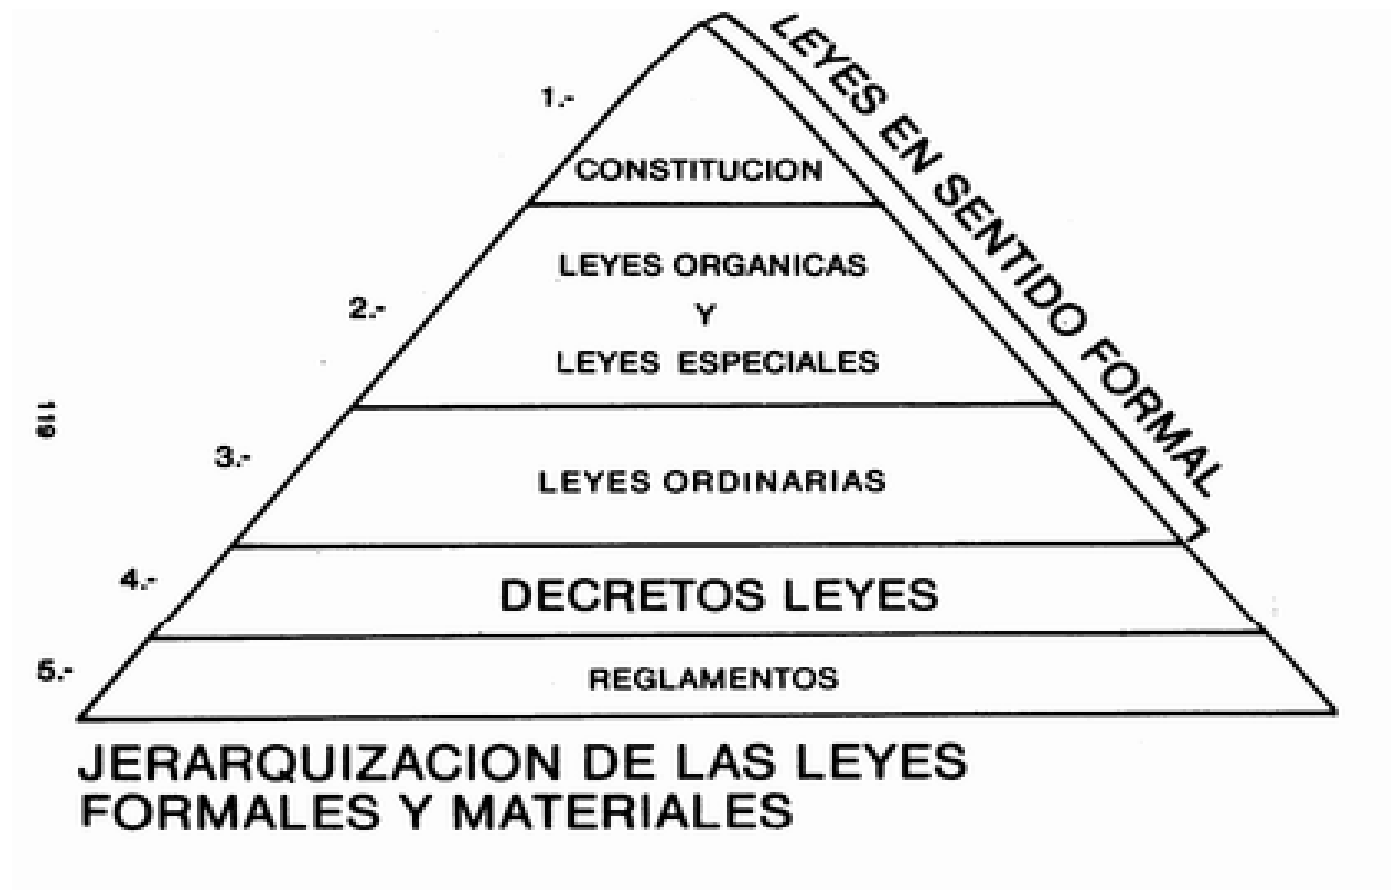 LEYES EN SENTIDO FORMAL
1.-
CONSTITUCION
LEYES ORGANICAS
2.-
Y
LEYES ESPECIALES
119
3.-
LEYES ORDINARIAS
4.-
DECRETOS LEYES
5.-
REGLAMENTOS
JERARQUIZACION DE LAS LEYES
FORMALES Y MATERIALES